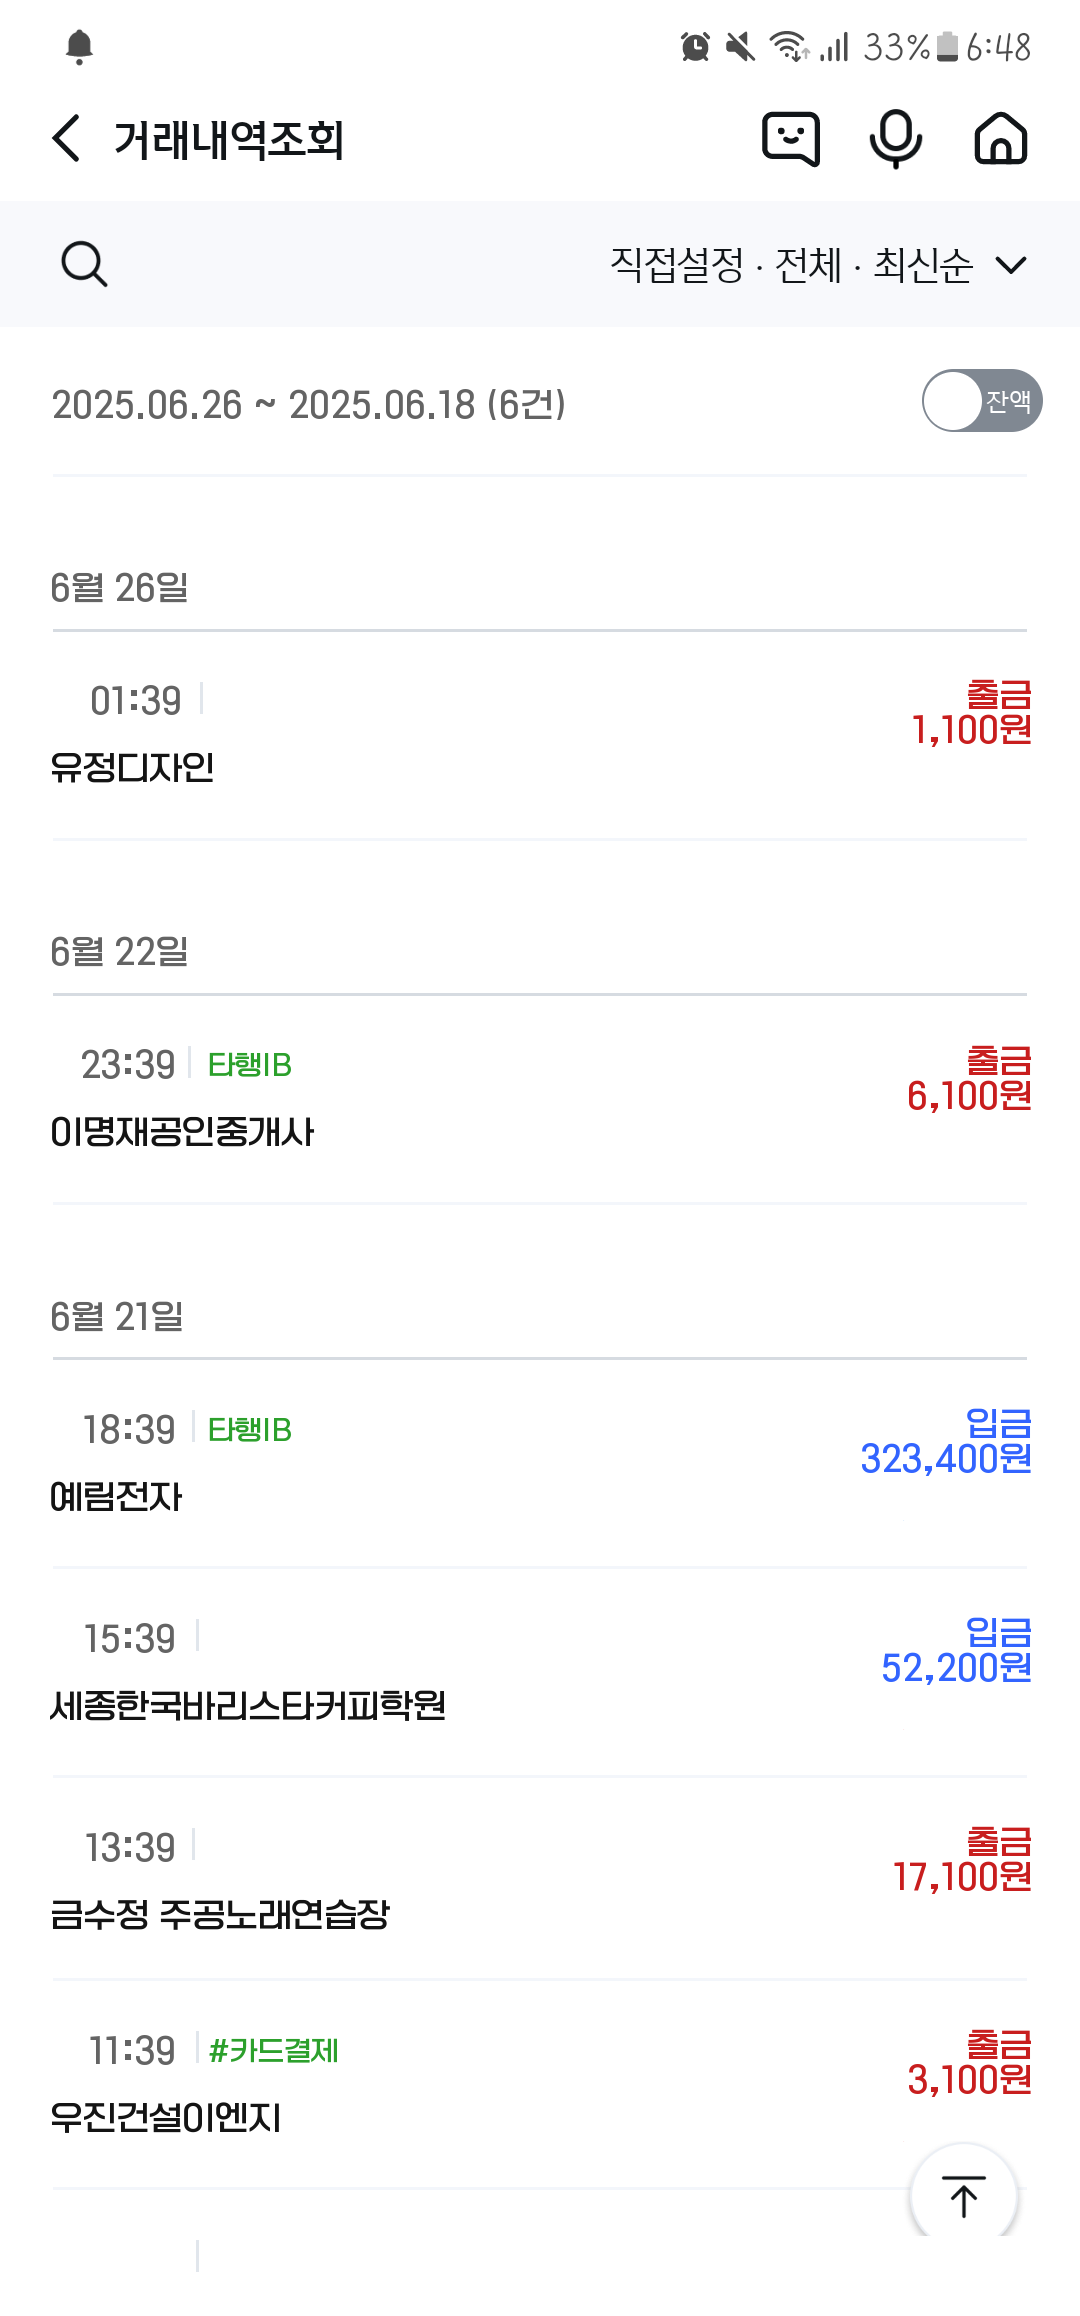 33% 6:48
거래내역조회
직접설정 · 전체 · 최신순
2025.06.26 ~ 2025.06.18 (6건)
잔액
6월 26일
01:39
출금
1,100원
유정디자인
6월 22일
23:39 타행IB
출금
6,100원
이명재공인중개사
6월 21일
18:39 타행IB
입금
323,400원
예림전자
15:39
입금
52,200원
세종한국바리스타커피학원
13:39
출금
17,100원
금수정 주공노래연습장
11:39 #카드결제
출금
3,100원
우진건설이엔지